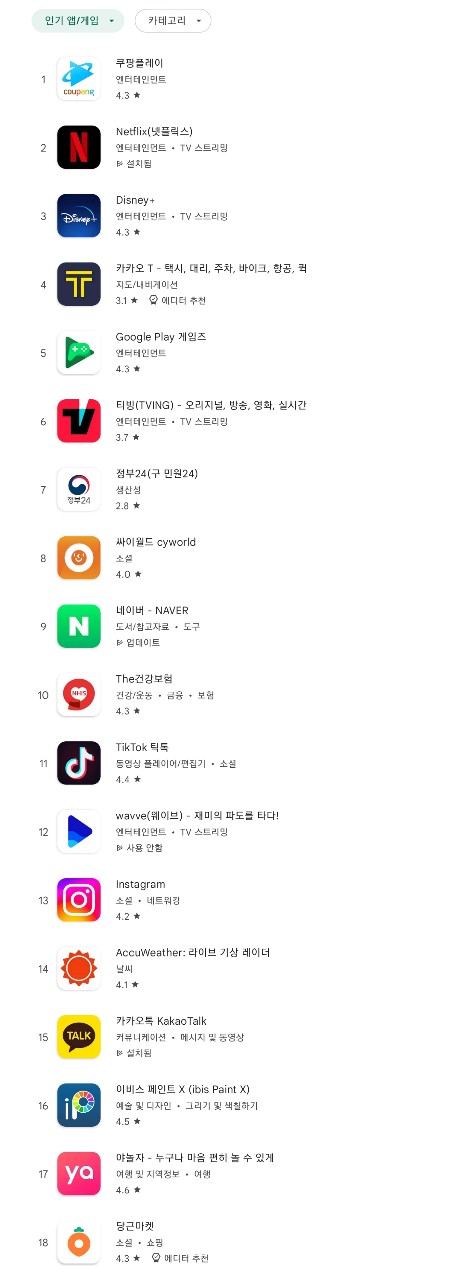 인기 앱/게임 카테고리
1
coupang
쿠팡플레이
엔터테인먼트
4.3 ★
2
N
Netflix(넷플릭스)
엔터테인먼트 • TV 스트리밍
설치됨
3
Disney+
Disney+
엔터테인먼트 • TV 스트리밍
4.3 ★
4
T
카카오 T - 택시, 대리, 주차, 바이크, 항공, 퀵
지도/내비게이션
3.1 ★ 에디터 추천
5
Google Play 게임즈
엔터테인먼트
4.3 ★
6
티빙(TVING) - 오리지널, 방송, 영화, 실시간
엔터테인먼트 • TV 스트리밍
3.7 ★
7
정부24
정부24(구 민원24)
생산성
2.8 ★
8
싸이월드 cyworld
소셜
4.0 ★
9
N
네이버 - NAVER
도서/참고자료 • 도구
업데이트
10
NHIS
The건강보험
건강/운동 • 금융 • 보험
4.3 ★
11
TikTok 틱톡
동영상 플레이어/편집기 • 소셜
4.4 ★
12
wavve(웨이브) - 재미의 파도를 타다!
엔터테인먼트 • TV 스트리밍
사용 안함
13
Instagram
소셜 • 네트워킹
4.2 ★
14
AccuWeather: 라이브 기상 레이더
날씨
4.1 ★
15
TALK
카카오톡 KakaoTalk
커뮤니케이션 • 메시지 및 동영상
설치됨
16
iP
이비스 페인트 X (ibis Paint X)
예술 및 디자인 • 그리기 및 색칠하기
4.5 ★
17
ya
야놀자 - 누구나 마음 편히 놀 수 있게
여행 및 지역정보 • 여행
4.6 ★
18
당근마켓
소셜 • 쇼핑
4.3 ★ 에디터 추천